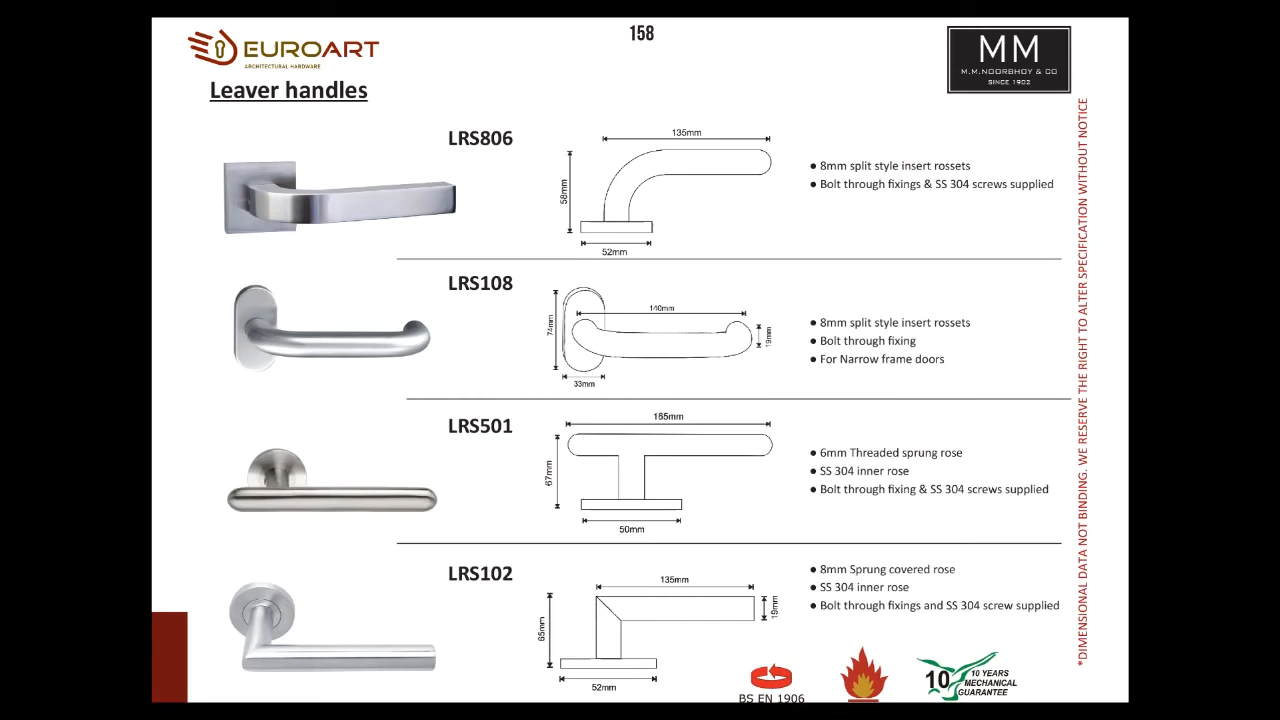 158
EUROART
ARCHITECTURAL HARDWARE
MM
M.M.NOORBHOY & CO
SINCE 1902
Leaver handles
LRS806
135mm
58mm
52mm
● 8mm split style insert rossets
● Bolt through fixings & SS 304 screws supplied
LRS108
140mm
74mm
19mm
33mm
● 8mm split style insert rossets
● Bolt through fixing
● For Narrow frame doors
LRS501
165mm
67mm
50mm
● 6mm Threaded sprung rose
● SS 304 inner rose
● Bolt through fixing & SS 304 screws supplied
LRS102
135mm
19mm
65mm
52mm
● 8mm Sprung covered rose
● SS 304 inner rose
● Bolt through fixings and SS 304 screw supplied
BS EN 1906
10
10 YEARS
MECHANICAL
GUARANTEE
*DIMENSIONAL DATA NOT BINDING. WE RESERVE THE RIGHT TO ALTER SPECIFICATION WITHOUT NOTICE